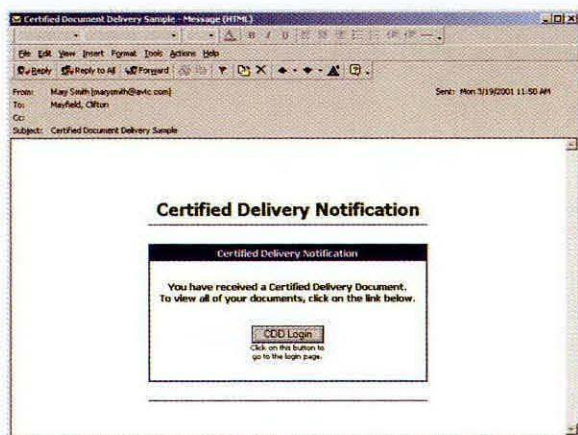 Certified Document Delivery Sample - Message (HTML)
A B I U
File Edit View Insert Format Tools Actions Help
Reply Reply to All Forward
From: Mary Smith [marysmith@avtc.com] Sent: Mon 3/19/2001 11:50 AM
To: Mayfield, Clifton
Cc:
Subject: Certified Document Delivery Sample
Certified Delivery Notification
Certified Delivery Notification
You have received a Certified Delivery Document.
To view all of your documents, click on the link below.
CDD Login
Click on this button to
go to the login page.